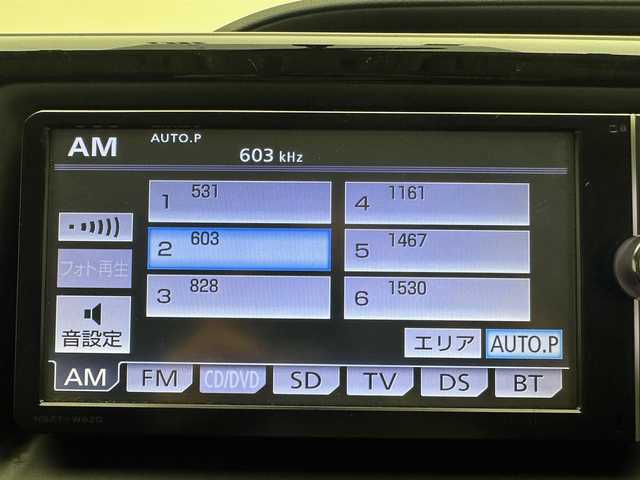 AM AUTO.P
603 kHz
1 531
4 1161
2 603
5 1467
フォト再生
3 828
6 1530
音設定
エリア AUTO.P
AM FM CD/DVD SD TV DS BT
NSZT-W62G